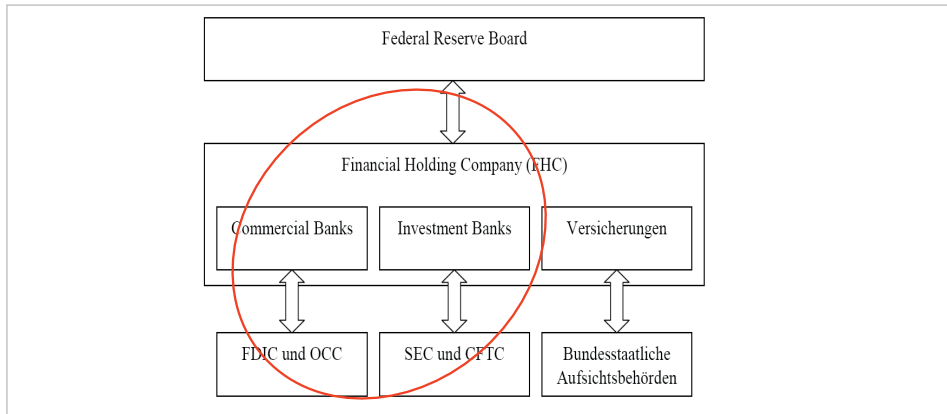 Federal Reserve Board
Financial Holding Company (FHC)
Commercial Banks
Investment Banks
Versicherungen
FDIC und OCC
SEC und CFTC
Bundesstaatliche
Aufsichtsbehörden